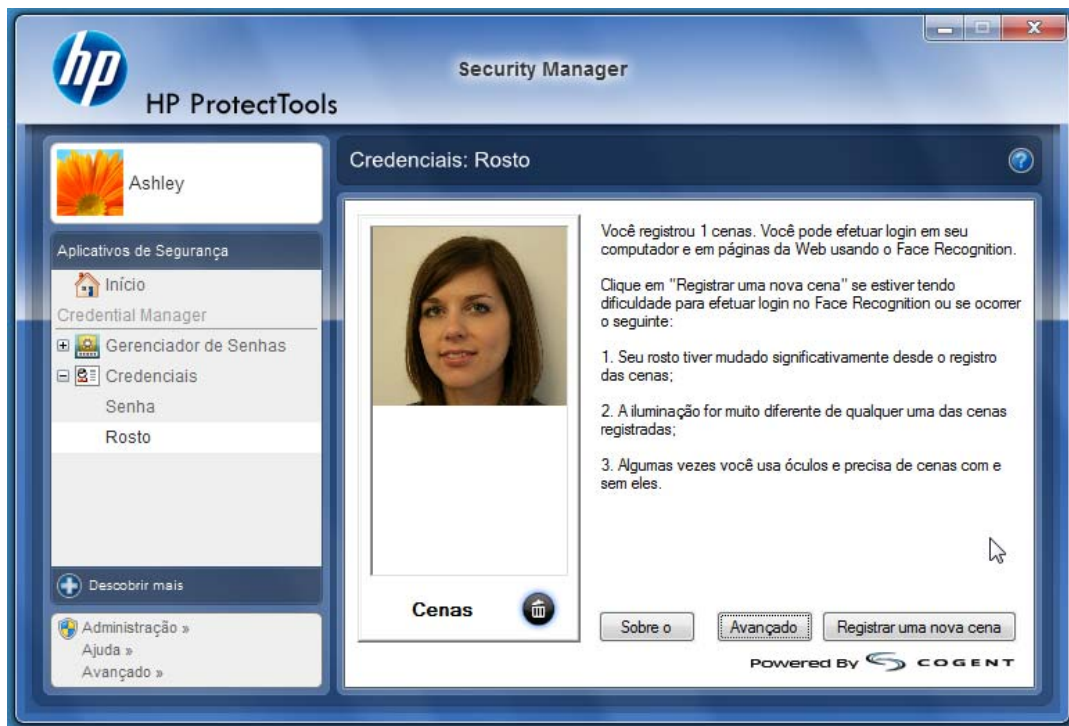 hp
HP ProtectTools
Security Manager
Ashley
Aplicativos de Segurança
Início
Credential Manager
Gerenciador de Senhas
Credenciais
Senha
Rosto
Descobrir mais
Administração »
Ajuda »
Avançado »
Credenciais: Rosto
?
Você registrou 1 cenas. Você pode efetuar login em seu
computador e em páginas da Web usando o Face Recognition.
Clique em "Registrar uma nova cena" se estiver tendo
dificuldade para efetuar login no Face Recognition ou se ocorrer
o seguinte:
1. Seu rosto tiver mudado significativamente desde o registro
das cenas;
2. A iluminação for muito diferente de qualquer uma das cenas
registradas;
3. Algumas vezes você usa óculos e precisa de cenas com e
sem eles.
Cenas
Sobre o
Avançado
Registrar uma nova cena
Powered By COGENT